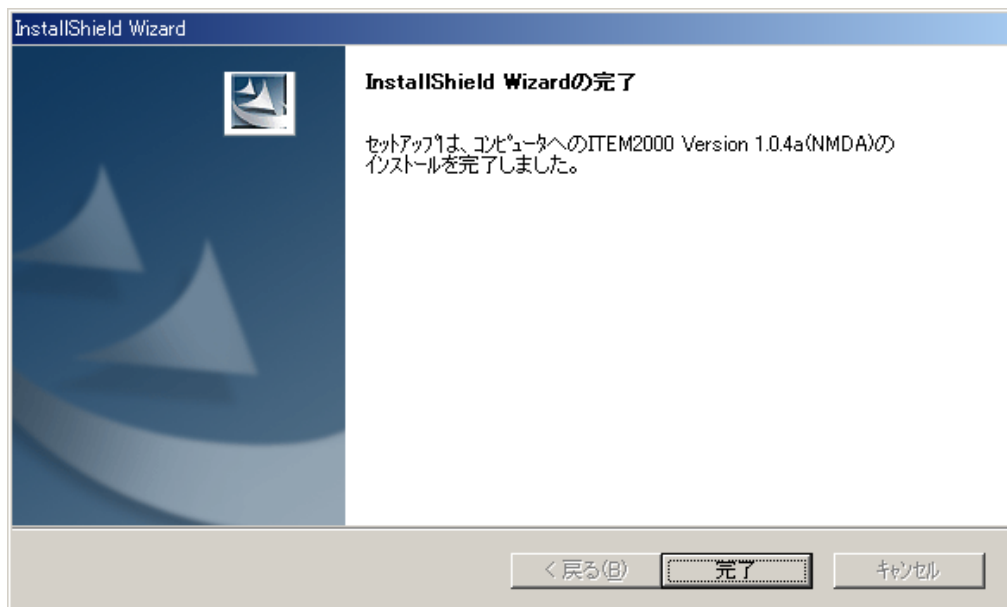 InstallShield Wizard
InstallShield Wizardの完了
セットアップは、コンピュータへのITEM2000 Version 1.0.4a(NMDA)の
インストールを完了しました。
< 戻る(B)
完了
キャンセル